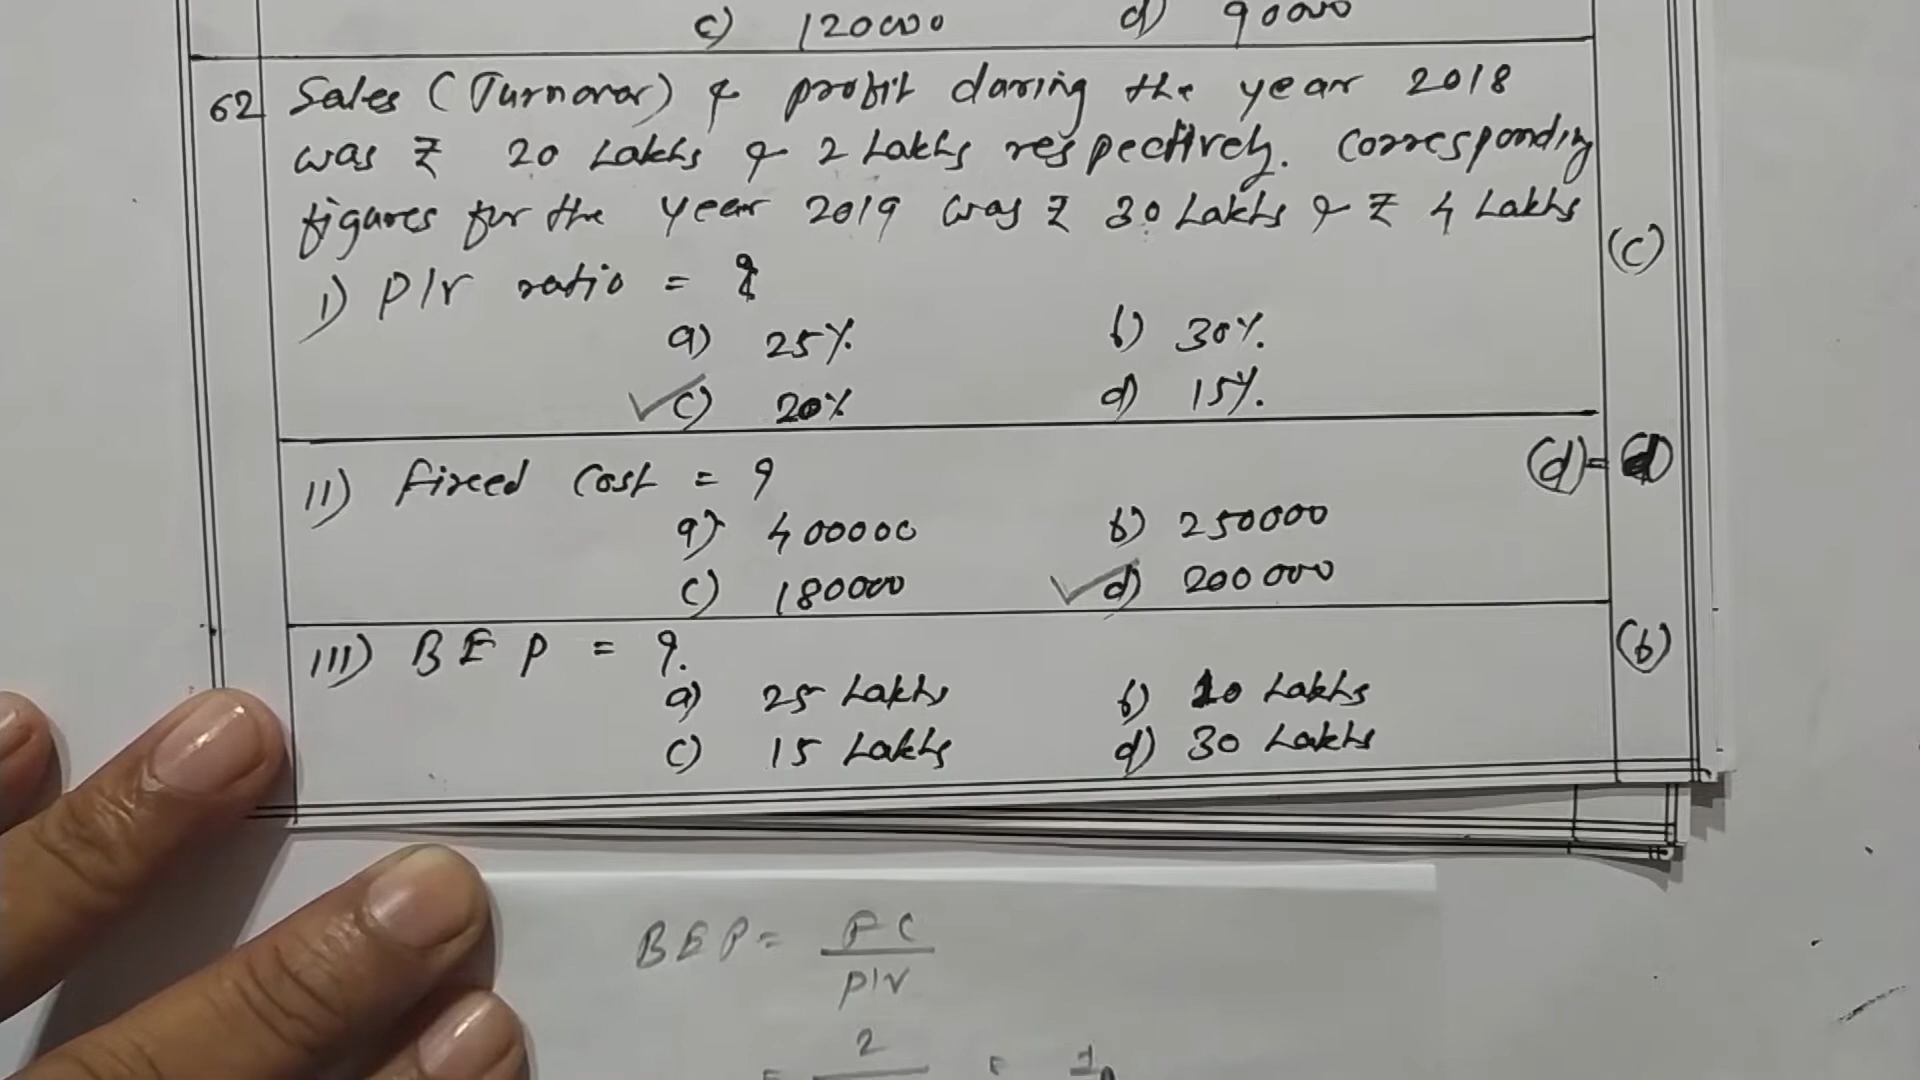 c) 120000 d) 90000
62 Sales (Turnover) & profit during the year 2018
was ₹ 20 Lakhs & 2 Lakhs respectively. Corresponding
figures for the year 2019 was ₹ 30 Lakhs & ₹ 4 Lakhs
(c)
i) P/V ratio = ?
a) 25% b) 30%.
c) 20% d) 15%.
ii) Fixed Cost = ? (d) =
a) 400000 b) 250000
c) 180000 d) 200000
iii) B E P = ?. (b)
a) 25 Lakhs b) 10 Lakhs
c) 15 Lakhs d) 30 Lakhs
BEP = FC
P/V
= 2 =